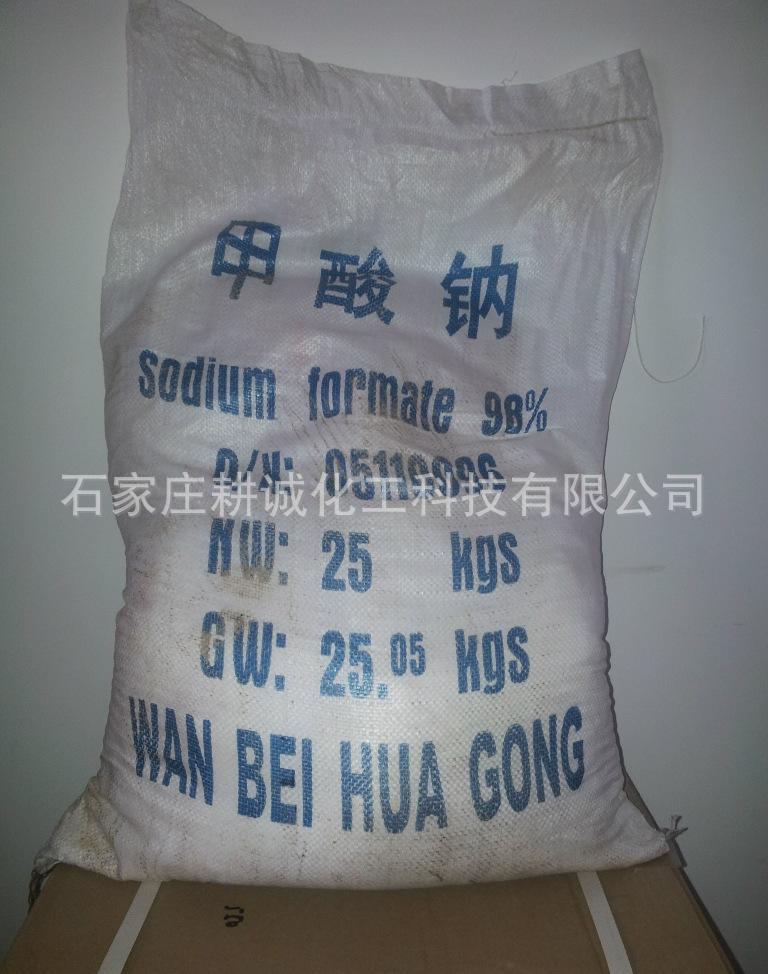 甲酸钠
Sodium formate 98%
石家庄耕诚化工科技有限公司
NW: 25 kgs
GW: 25.05 kgs
WAN BEI HUA GONG